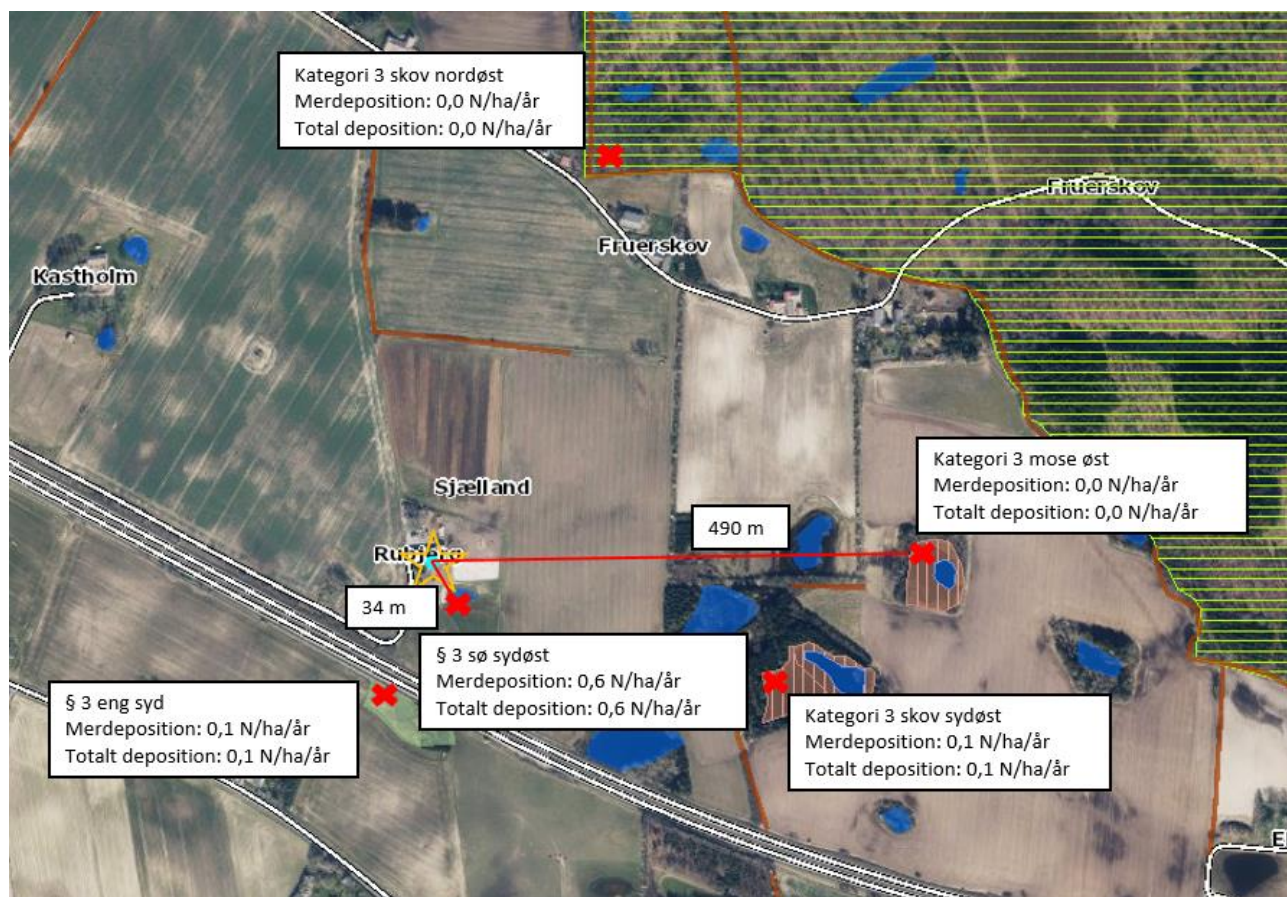 Kategori 3 skov nordøst
Merdeposition: 0,0 N/ha/år
Total deposition: 0,0 N/ha/år
Fruerskov
Fruerskov
Kastholm
Kategori 3 mose øst
Merdeposition: 0,0 N/ha/år
Totalt deposition: 0,0 N/ha/år
Sjælland
490 m
34 m
§ 3 sø sydøst
Merdeposition: 0,6 N/ha/år
Totalt deposition: 0,6 N/ha/år
§ 3 eng syd
Merdeposition: 0,1 N/ha/år
Totalt deposition: 0,1 N/ha/år
Kategori 3 skov sydøst
Merdeposition: 0,1 N/ha/år
Totalt deposition: 0,1 N/ha/år